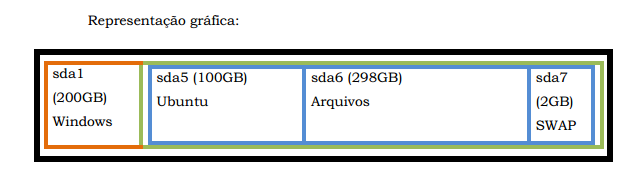 Representação gráfica:
sda1
(200GB)
Windows
sda5 (100GB)
Ubuntu
sda6 (298GB)
Arquivos
sda7
(2GB)
SWAP